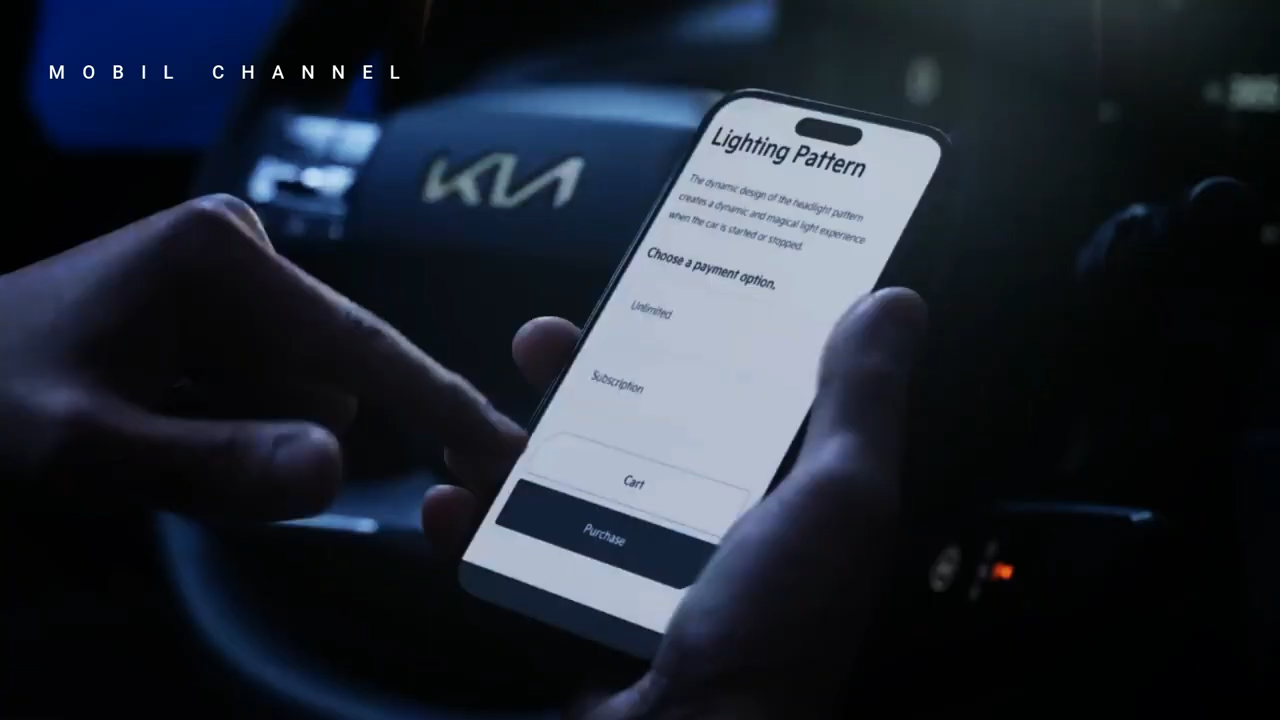 MOBIL CHANNEL
KIA
Lighting Pattern
The dynamic design of the headlight pattern
creates a dynamic and magical light experience
when the car is started or stopped.
Choose a payment option.
Unlimited
Subscription
Cart
Purchase